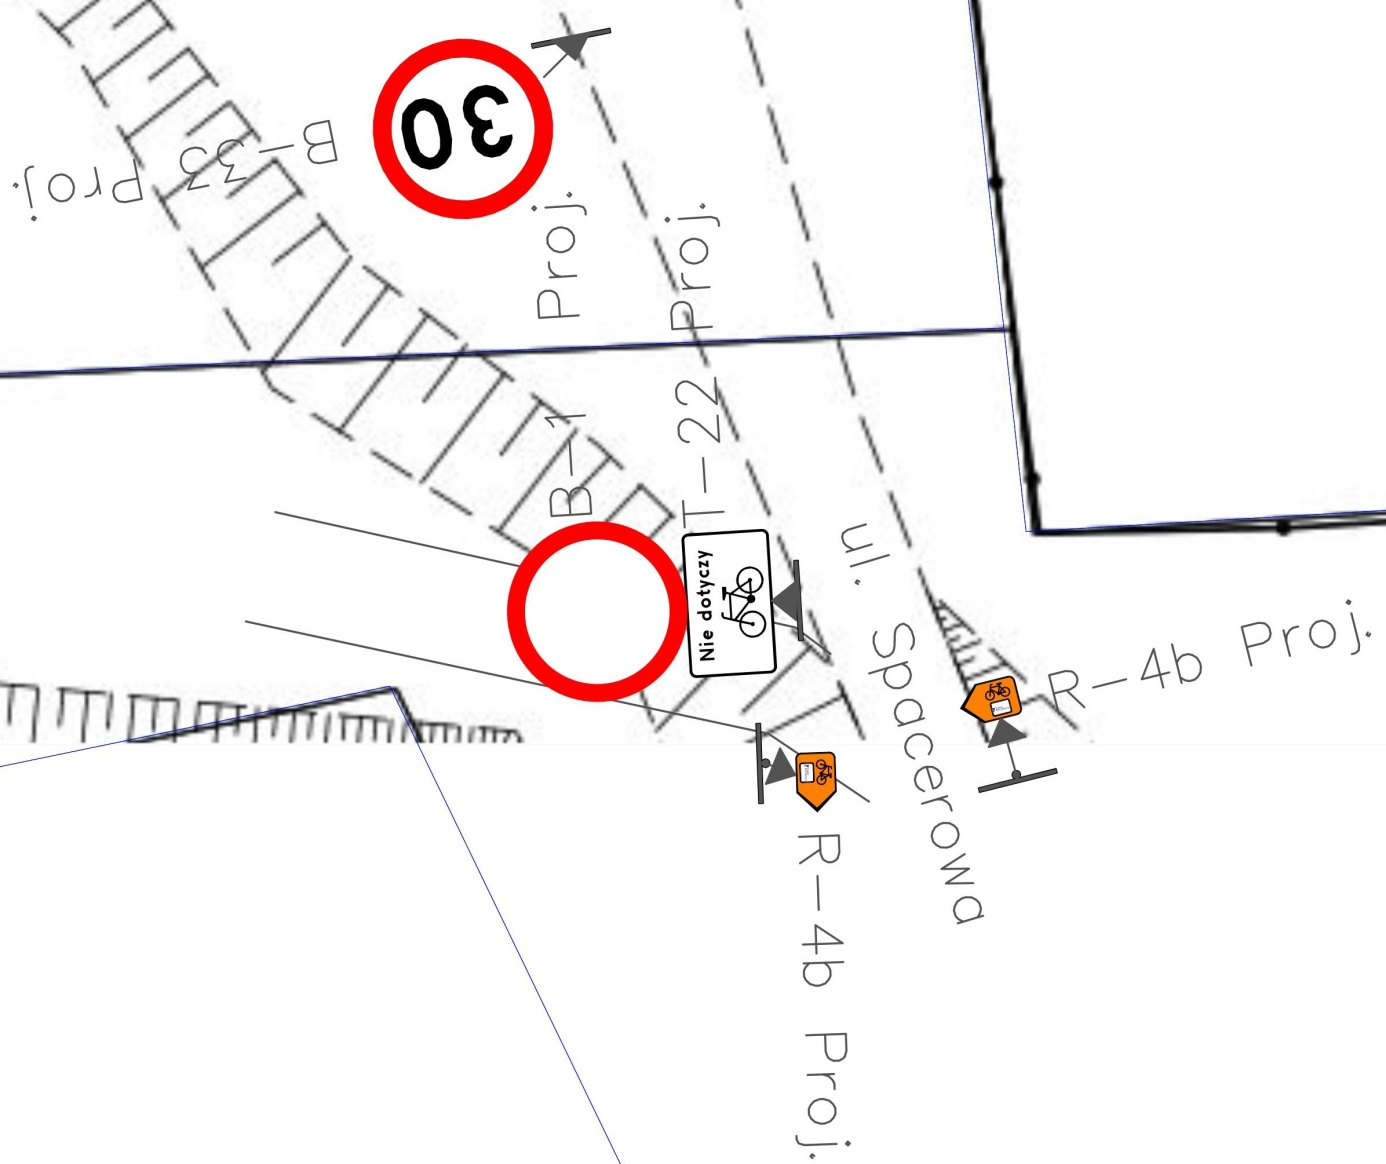 30
B-33 Proj.
B-1 Proj.
T-22 Proj.
Nie dotyczy
ul. Spacerowa
R-4b Proj.
R-4b Proj.